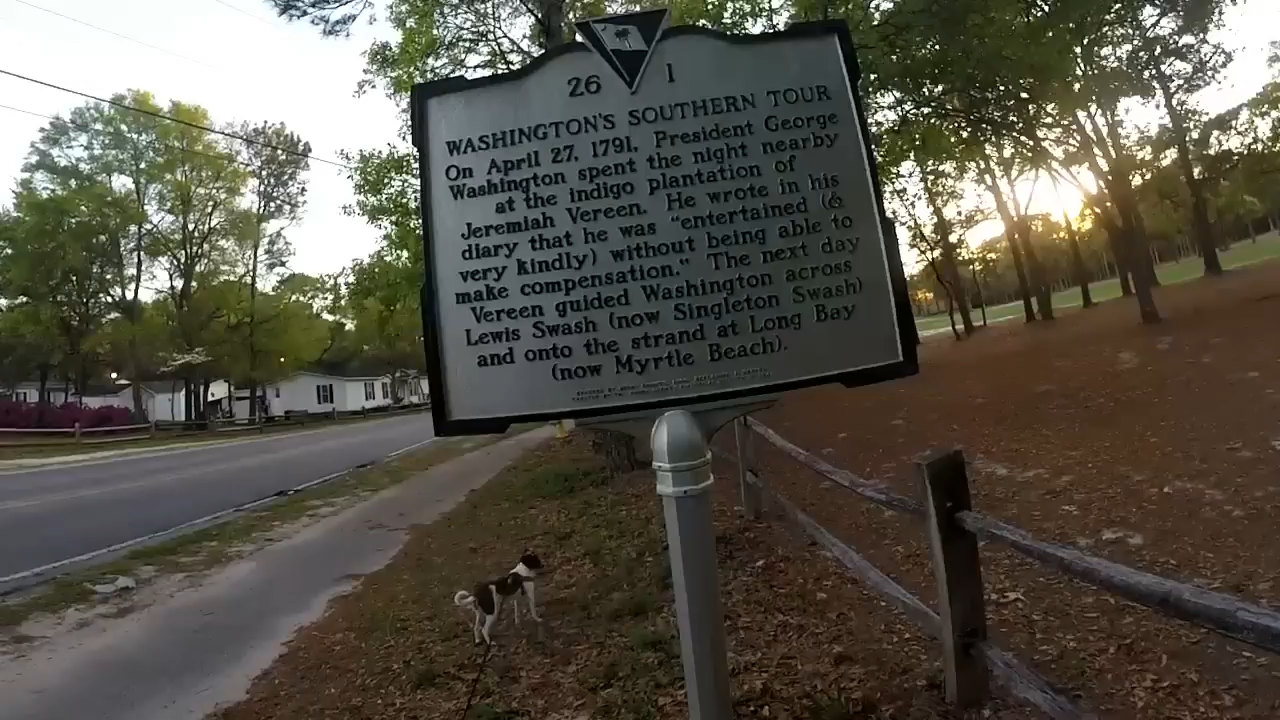 26 1
WASHINGTON'S SOUTHERN TOUR
On April 27, 1791, President George
Washington spent the night nearby
at the indigo plantation of
Jeremiah Vereen. He wrote in his
diary that he was "entertained (&
very kindly) without being able to
make compensation." The next day
Vereen guided Washington across
Lewis Swash (now Singleton Swash)
and onto the strand at Long Bay
(now Myrtle Beach).